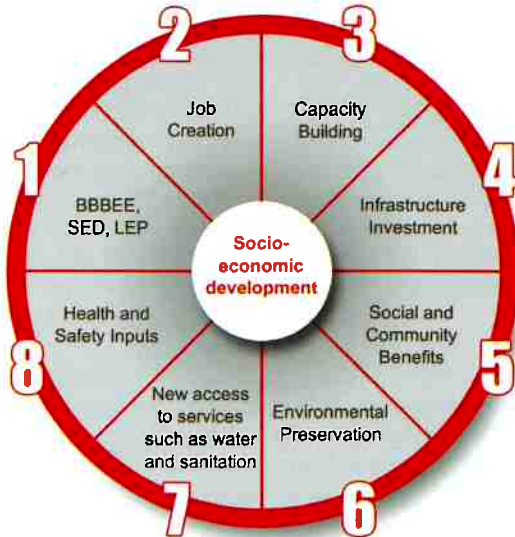 1
BBBEE,
SED, LEP
2
Job
Creation
3
Capacity
Building
4
Infrastructure
Investment
5
Social and
Community
Benefits
6
Environmental
Preservation
7
New access
to services
such as water
and sanitation
8
Health and
Safety Inputs
Socio-
economic
development